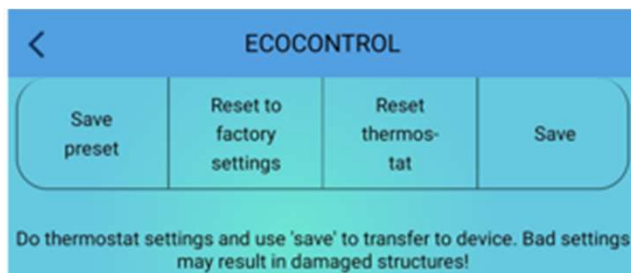 ECOCONTROL
Save
preset
Reset to
factory
settings
Reset
thermos-
tat
Save
Do thermostat settings and use 'save' to transfer to device. Bad settings
may result in damaged structures!